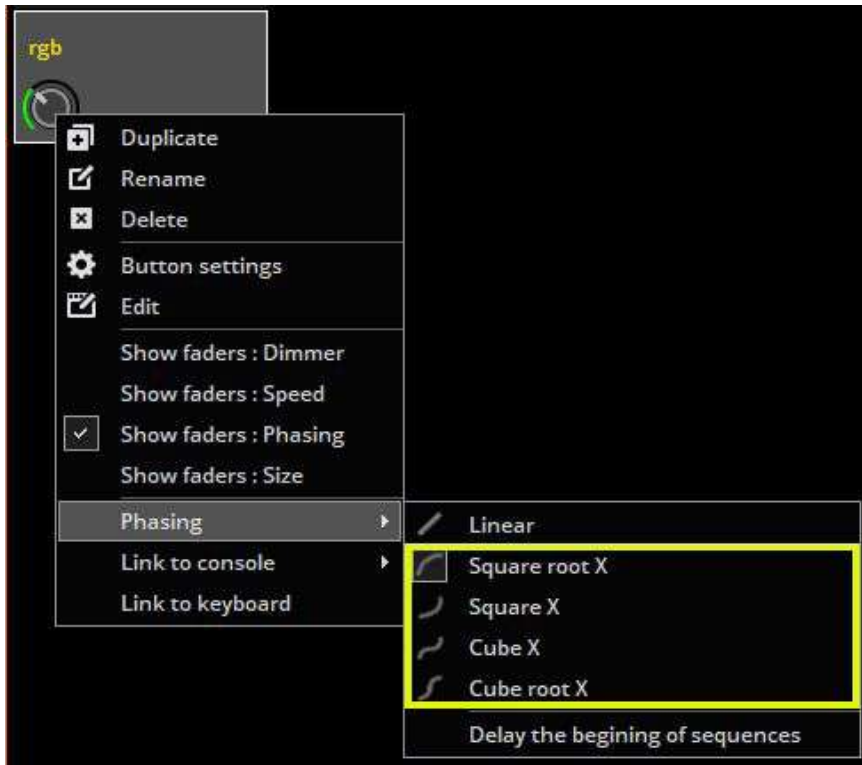 rgb
Duplicate
Rename
Delete
Button settings
Edit
Show faders : Dimmer
Show faders : Speed
Show faders : Phasing
Show faders : Size
Phasing
Link to console
Link to keyboard
Linear
Square root X
Square X
Cube X
Cube root X
Delay the begining of sequences